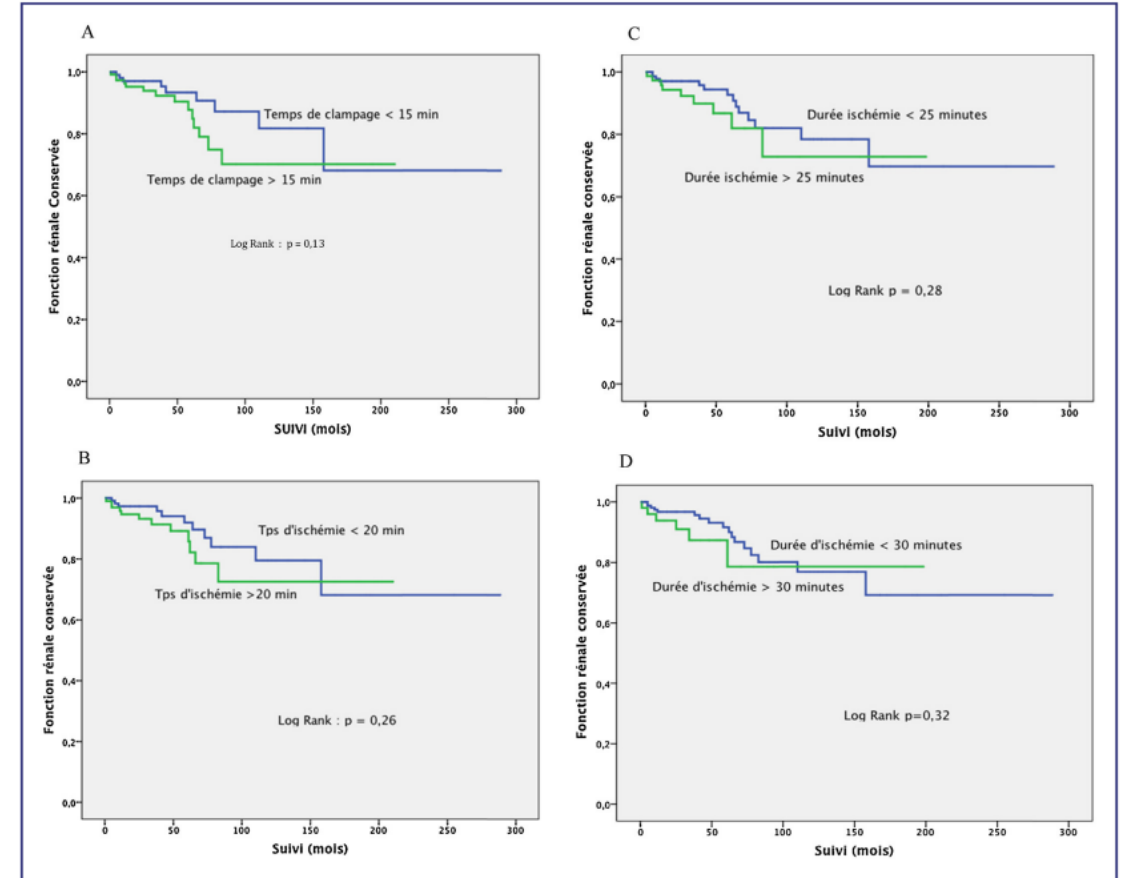 A
1,0
0,8
0,6
0,4
0,2
0,0
Fonction rénale Conservée
Temps de clampage < 15 min
Temps de clampage > 15 min
Log Rank : p = 0,13
0 50 100 150 200 250 300
SUIVI (mois)
C
1,0
0,8
0,6
0,4
0,2
0,0
Fonction rénale conservée
Durée ischémie < 25 minutes
Durée ischémie > 25 minutes
Log Rank p = 0,28
0 50 100 150 200 250 300
Suivi (mois)
B
1,0
0,8
0,6
0,4
0,2
0,0
Fonction rénale conservée
Tps d'ischémie < 20 min
Tps d'ischémie >20 min
Log Rank : p = 0,26
0 50 100 150 200 250 300
Suivi (mois)
D
1,0
0,8
0,6
0,4
0,2
0,0
Fonction rénale conservée
Durée d'ischémie < 30 minutes
Durée d'ischémie > 30 minutes
Log Rank p=0,32
0 50 100 150 200 250 300
Suivi (mois)